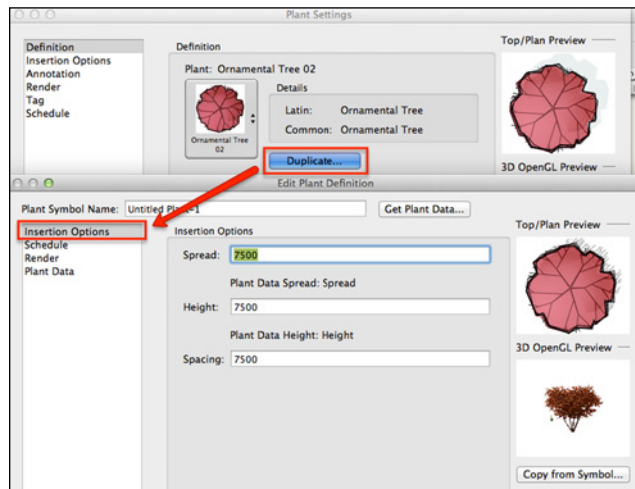 Plant Settings
Definition
Insertion Options
Annotation
Render
Tag
Schedule
Definition
Plant: Ornamental Tree 02
Ornamental Tree
02
Details
Latin: Ornamental Tree
Common: Ornamental Tree
Duplicate...
Top/Plan Preview
3D OpenGL Preview
Edit Plant Definition
Plant Symbol Name: Untitled Plant-1
Get Plant Data...
Insertion Options
Schedule
Render
Plant Data
Insertion Options
Spread: 7500
Plant Data Spread: Spread
Height: 7500
Plant Data Height: Height
Spacing: 7500
Top/Plan Preview
3D OpenGL Preview
Copy from Symbol...